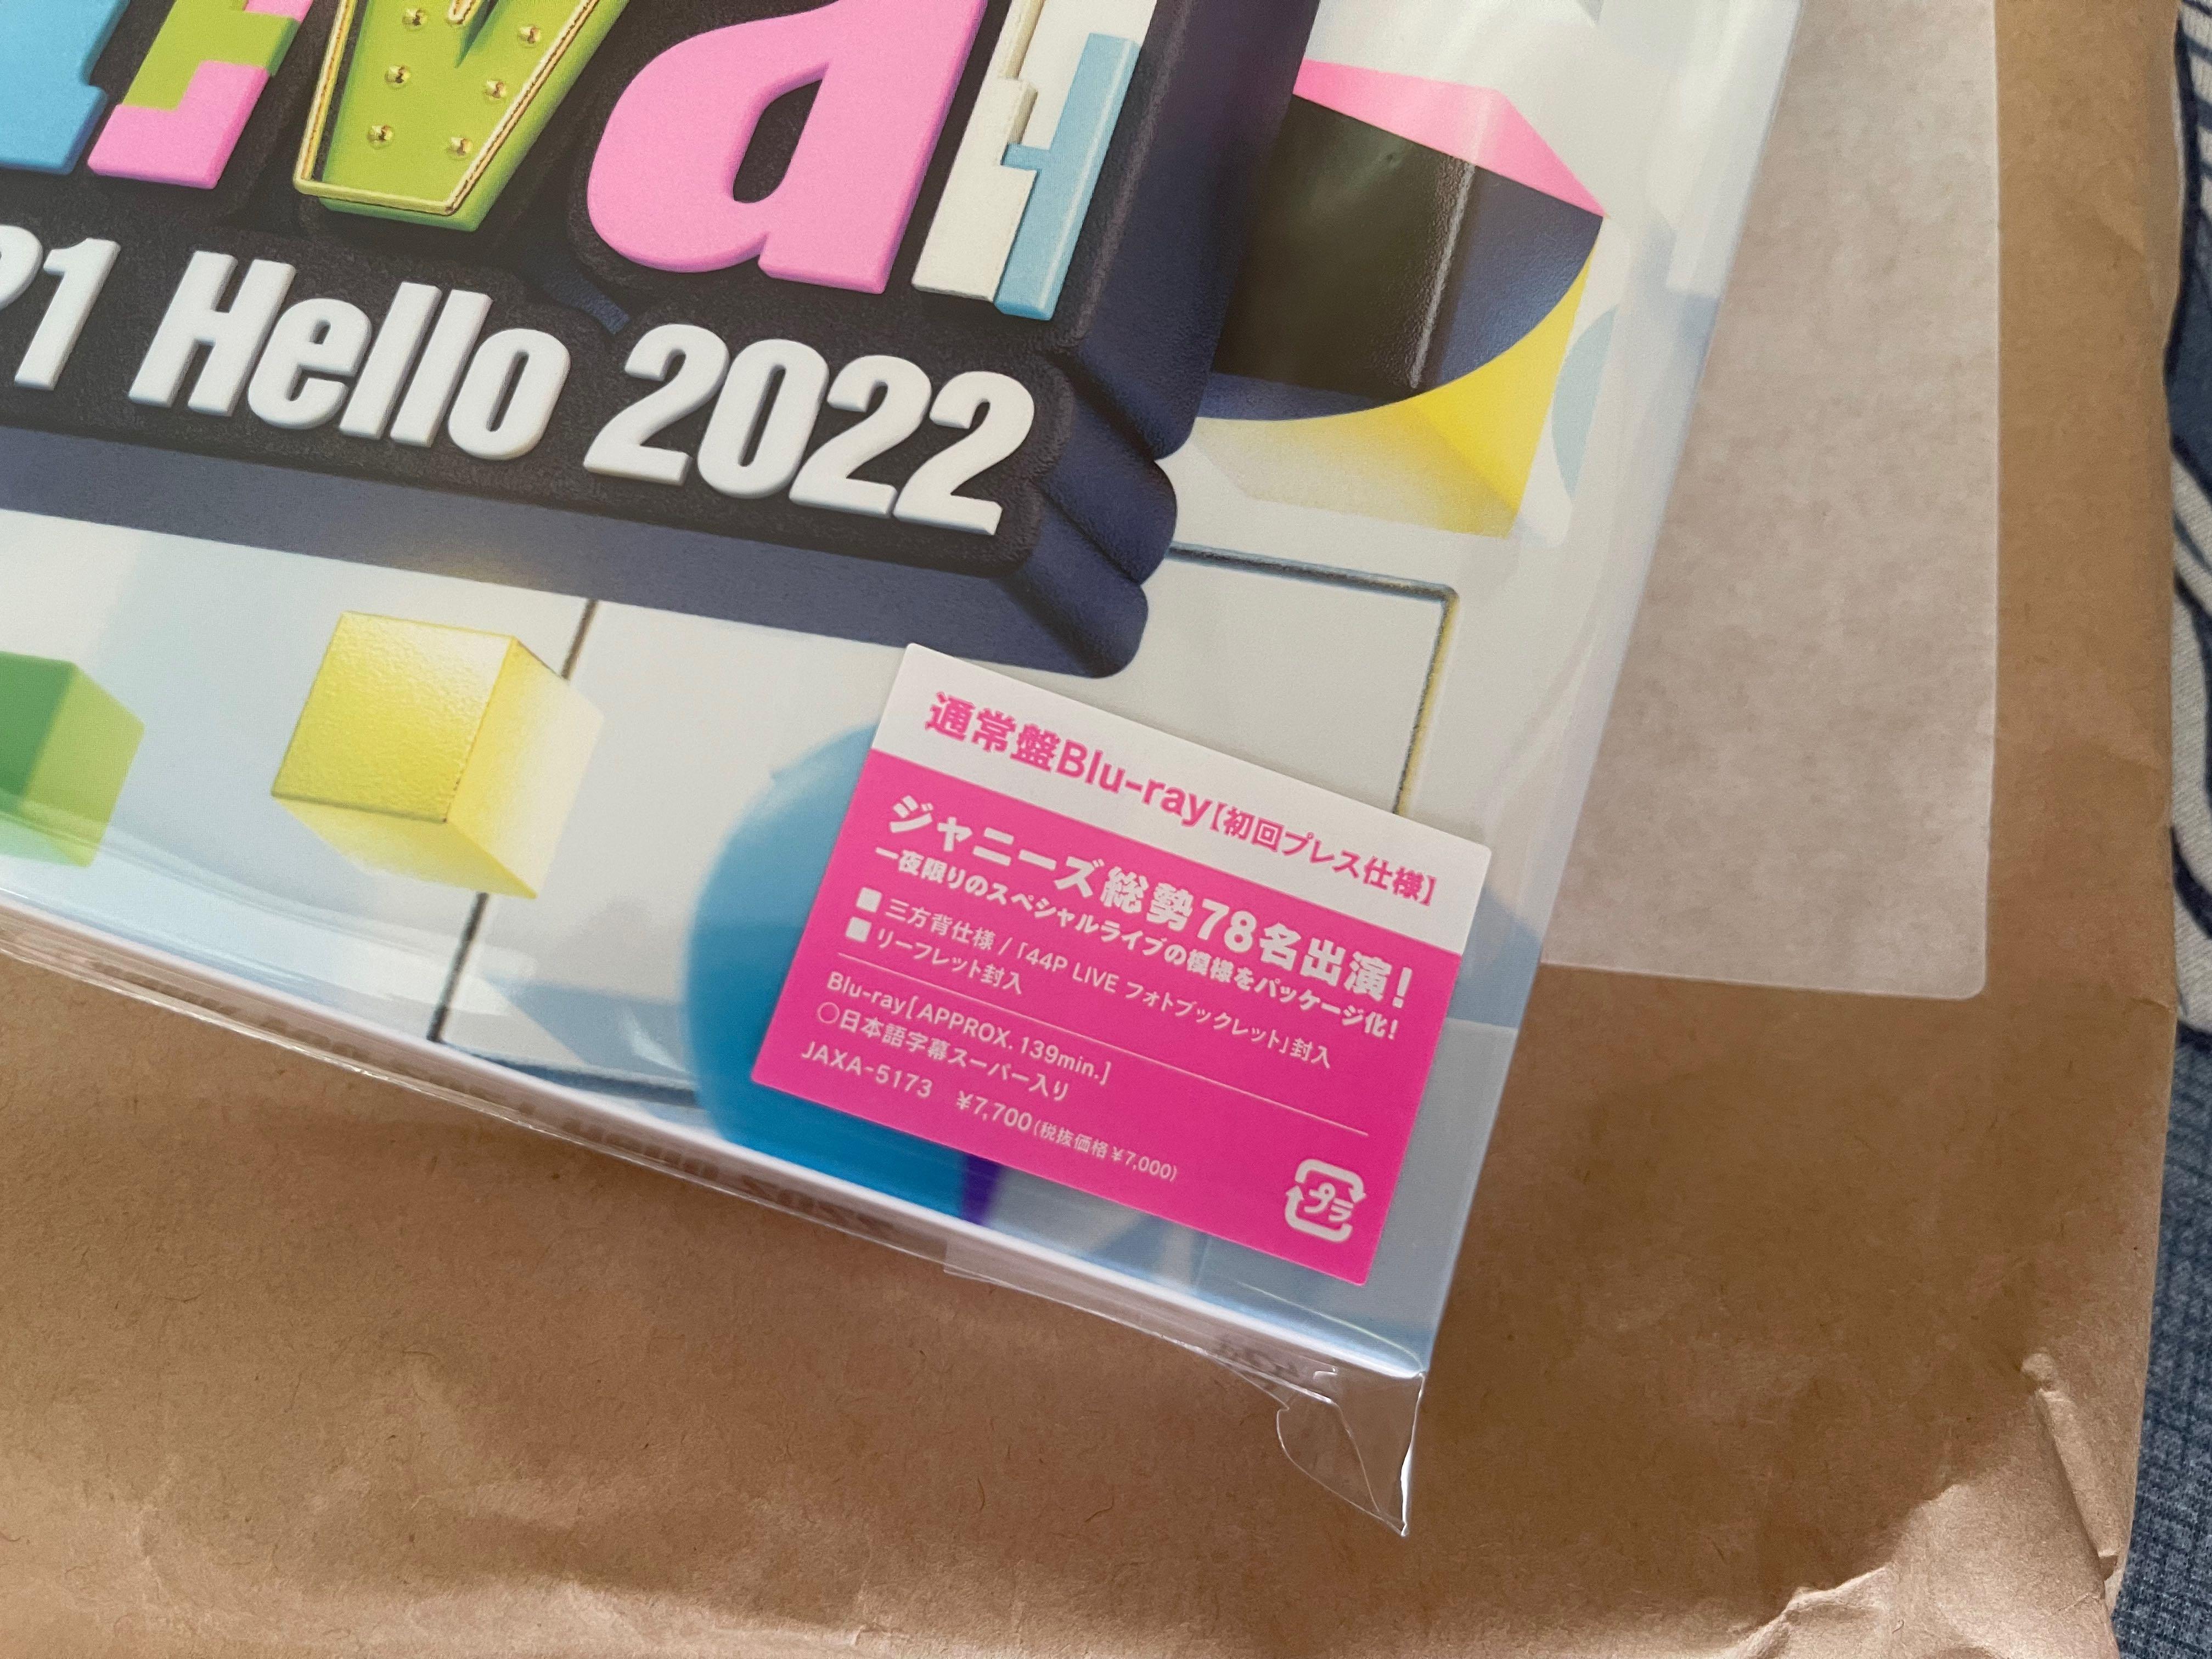 ival
21 Hello 2022
通常盤Blu-ray【初回プレス仕様】
ジャニーズ総勢78名出演！
一夜限りのスペシャルライブの模様をパッケージ化！
■三方背仕様 /「44P LIVE フォトブックレット」封入
■リーフレット封入
Blu-ray[APPROX. 139min.]
○日本語字幕スーパー入り
JAXA-5173 ¥7,700(税抜価格 ¥7,000)
プラ